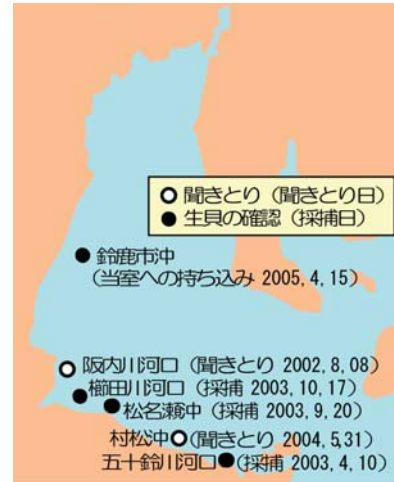 ○ 聞きとり（聞きとり日）
● 生貝の確認（採捕日）
● 鈴鹿市沖
（当室への持ち込み 2005,4,15）
阪内川河口（聞きとり 2002,8,08）
櫛田川河口（採捕 2003,10,17）
松名瀬沖（採捕 2003,9,20）
村松沖○（聞きとり 2004,5,31）
五十鈴川河口●（採捕 2003,4,10）